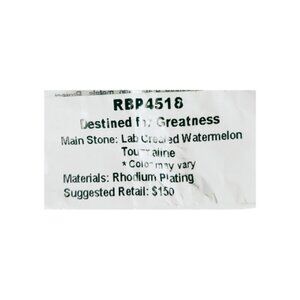 RBP4518
Destined for Greatness
Main Stone: Lab Created Watermelon
Tourmaline
* Color may vary
Materials: Rhodium Plating
Suggested Retail: $150